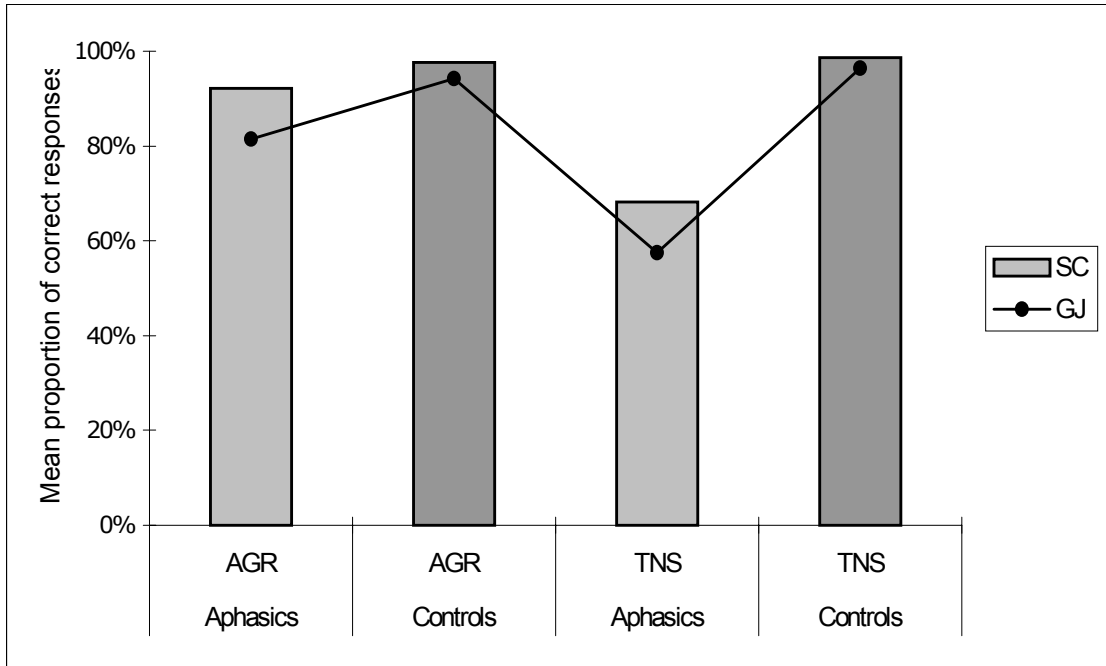 Mean proportion of correct responses
100%
80%
60%
40%
20%
0%
AGR AGR TNS TNS
Aphasics Controls Aphasics Controls
SC
GJ